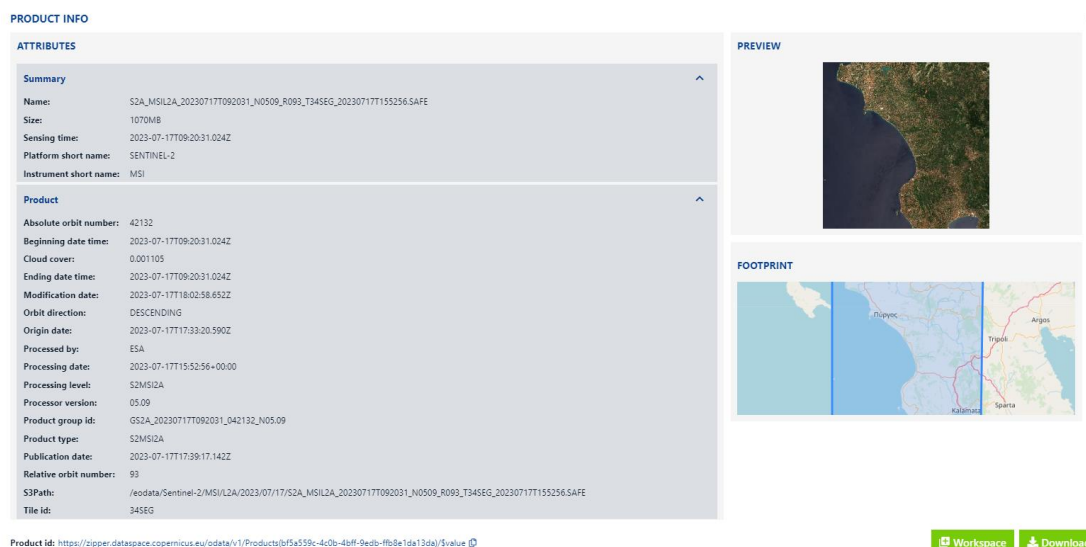 PRODUCT INFO
ATTRIBUTES
Summary
Name: S2A_MSIL2A_20230717T092031_N0509_R093_T34SEG_20230717T155256.SAFE
Size: 1070MB
Sensing time: 2023-07-17T09:20:31.024Z
Platform short name: SENTINEL-2
Instrument short name: MSI
Product
Absolute orbit number: 42132
Beginning date time: 2023-07-17T09:20:31.024Z
Cloud cover: 0.001105
Ending date time: 2023-07-17T09:20:31.024Z
Modification date: 2023-07-17T18:02:58.652Z
Orbit direction: DESCENDING
Origin date: 2023-07-17T17:33:20.590Z
Processed by: ESA
Processing date: 2023-07-17T15:52:56+00:00
Processing level: S2MSI2A
Processor version: 05.09
Product group id: GS2A_20230717T092031_042132_N05.09
Product type: S2MSI2A
Publication date: 2023-07-17T17:39:17.142Z
Relative orbit number: 93
S3Path: /eodata/Sentinel-2/MSI/L2A/2023/07/17/S2A_MSIL2A_20230717T092031_N0509_R093_T34SEG_20230717T155256.SAFE
Tile id: 34SEG
PREVIEW
FOOTPRINT
Πύργος
Argos
Tripoli
Kalamata
Sparta
Product id: https://zipper.dataspace.copernicus.eu/odata/v1/Products(bf5a559c-4c0b-4bff-9edb-ffb8e1da13da)/$value
Workspace
Download